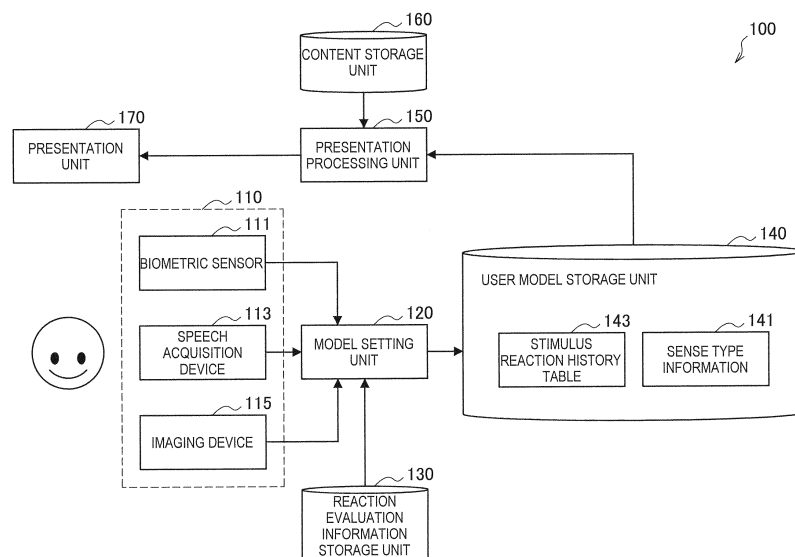 160
CONTENT STORAGE
UNIT
100
170
PRESENTATION
UNIT
150
PRESENTATION
PROCESSING UNIT
110
111
BIOMETRIC SENSOR
140
USER MODEL STORAGE UNIT
113
SPEECH
ACQUISITION
DEVICE
120
MODEL SETTING
UNIT
143
STIMULUS
REACTION HISTORY
TABLE
141
SENSE TYPE
INFORMATION
115
IMAGING DEVICE
130
REACTION
EVALUATION
INFORMATION
STORAGE UNIT